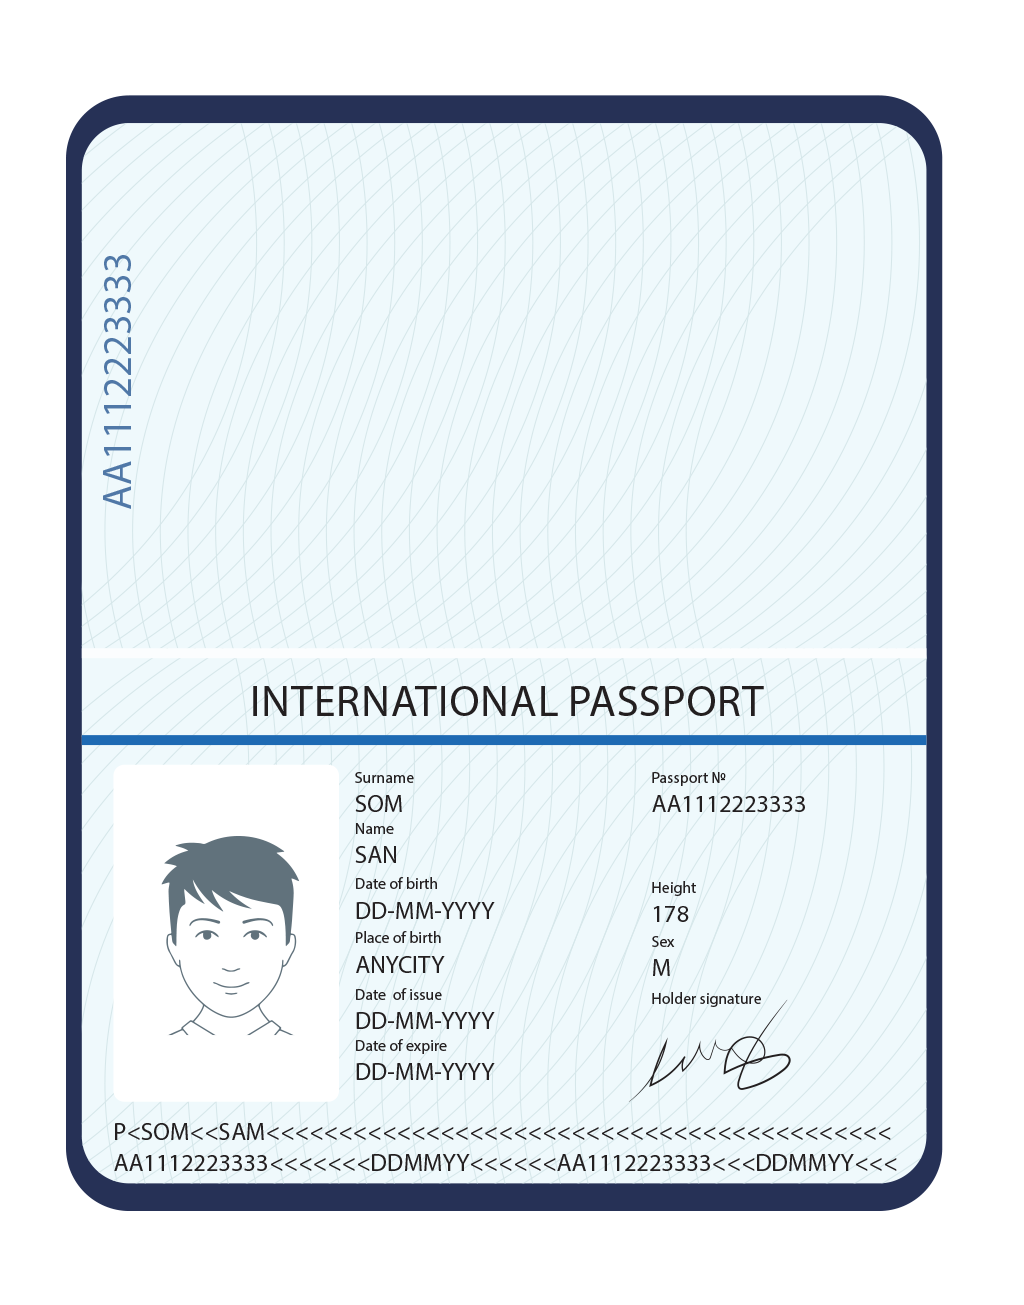 AA1112223333
INTERNATIONAL PASSPORT
Surname
SOM
Name
SAN
Date of birth
DD-MM-YYYY
Place of birth
ANYCITY
Date of issue
DD-MM-YYYY
Date of expire
DD-MM-YYYY
Passport №
AA1112223333
Height
178
Sex
M
Holder signature
P<SOM<<SAM<<<<<<<<<<<<<<<<<<<<<<<<<<<<<<<<<<<<<<<<<<<
AA1112223333<<<<<<<DDMMYY<<<<<<AA1112223333<<<DDMMYY<<<